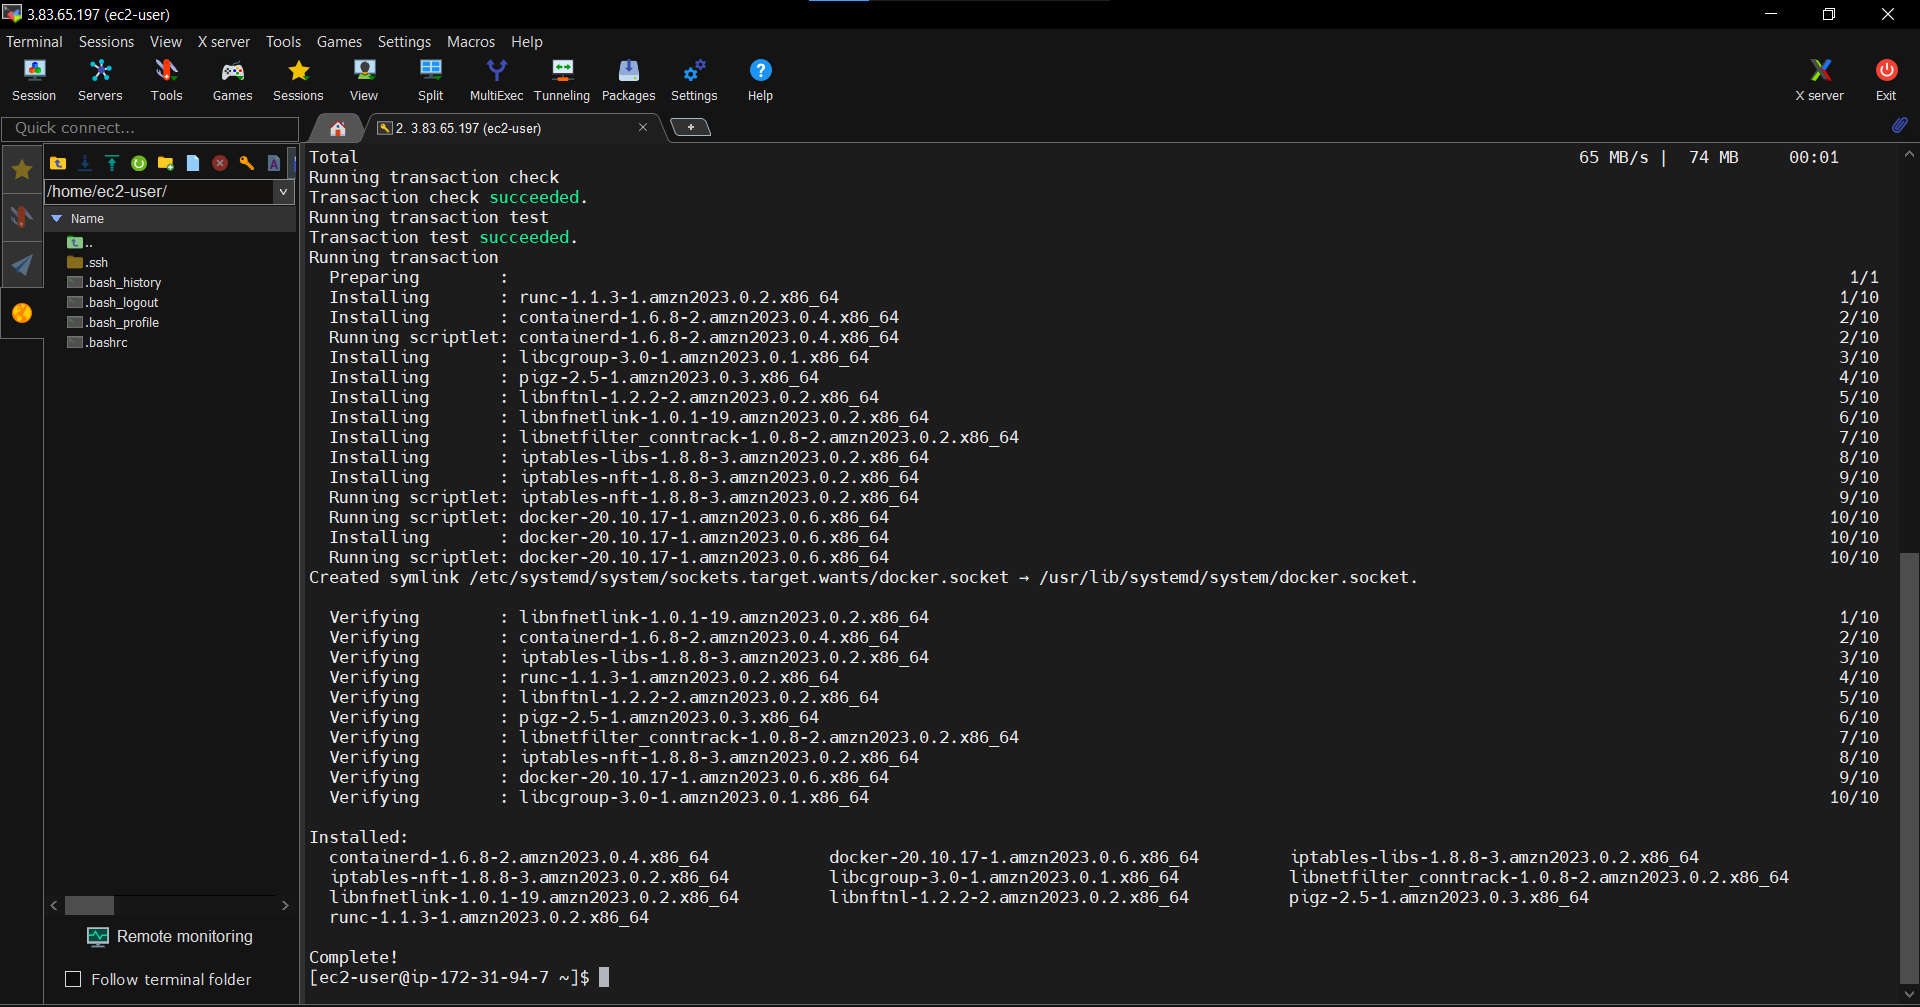 3.83.65.197 (ec2-user)
Terminal Sessions View X server Tools Games Settings Macros Help
Session Servers Tools Games Sessions View Split MultiExec Tunneling Packages Settings Help X server Exit
Quick connect...
2. 3.83.65.197 (ec2-user)
/home/ec2-user/
Name
..
.ssh
.bash_history
.bash_logout
.bash_profile
.bashrc
Remote monitoring
Follow terminal folder
Total 65 MB/s | 74 MB 00:01
Running transaction check
Transaction check succeeded.
Running transaction test
Transaction test succeeded.
Running transaction
Preparing : 1/1
Installing : runc-1.1.3-1.amzn2023.0.2.x86_64 1/10
Installing : containerd-1.6.8-2.amzn2023.0.4.x86_64 2/10
Running scriptlet: containerd-1.6.8-2.amzn2023.0.4.x86_64 2/10
Installing : libcgroup-3.0-1.amzn2023.0.1.x86_64 3/10
Installing : pigz-2.5-1.amzn2023.0.3.x86_64 4/10
Installing : libnftnl-1.2.2-2.amzn2023.0.2.x86_64 5/10
Installing : libnfnetlink-1.0.1-19.amzn2023.0.2.x86_64 6/10
Installing : libnetfilter_conntrack-1.0.8-2.amzn2023.0.2.x86_64 7/10
Installing : iptables-libs-1.8.8-3.amzn2023.0.2.x86_64 8/10
Installing : iptables-nft-1.8.8-3.amzn2023.0.2.x86_64 9/10
Running scriptlet: iptables-nft-1.8.8-3.amzn2023.0.2.x86_64 9/10
Running scriptlet: docker-20.10.17-1.amzn2023.0.6.x86_64 10/10
Installing : docker-20.10.17-1.amzn2023.0.6.x86_64 10/10
Running scriptlet: docker-20.10.17-1.amzn2023.0.6.x86_64 10/10
Created symlink /etc/systemd/system/sockets.target.wants/docker.socket → /usr/lib/systemd/system/docker.socket.
Verifying : libnfnetlink-1.0.1-19.amzn2023.0.2.x86_64 1/10
Verifying : containerd-1.6.8-2.amzn2023.0.4.x86_64 2/10
Verifying : iptables-libs-1.8.8-3.amzn2023.0.2.x86_64 3/10
Verifying : runc-1.1.3-1.amzn2023.0.2.x86_64 4/10
Verifying : libnftnl-1.2.2-2.amzn2023.0.2.x86_64 5/10
Verifying : pigz-2.5-1.amzn2023.0.3.x86_64 6/10
Verifying : libnetfilter_conntrack-1.0.8-2.amzn2023.0.2.x86_64 7/10
Verifying : iptables-nft-1.8.8-3.amzn2023.0.2.x86_64 8/10
Verifying : docker-20.10.17-1.amzn2023.0.6.x86_64 9/10
Verifying : libcgroup-3.0-1.amzn2023.0.1.x86_64 10/10
Installed:
containerd-1.6.8-2.amzn2023.0.4.x86_64 docker-20.10.17-1.amzn2023.0.6.x86_64 iptables-libs-1.8.8-3.amzn2023.0.2.x86_64
iptables-nft-1.8.8-3.amzn2023.0.2.x86_64 libcgroup-3.0-1.amzn2023.0.1.x86_64 libnetfilter_conntrack-1.0.8-2.amzn2023.0.2.x86_64
libnfnetlink-1.0.1-19.amzn2023.0.2.x86_64 libnftnl-1.2.2-2.amzn2023.0.2.x86_64 pigz-2.5-1.amzn2023.0.3.x86_64
runc-1.1.3-1.amzn2023.0.2.x86_64
Complete!
[ec2-user@ip-172-31-94-7 ~]$